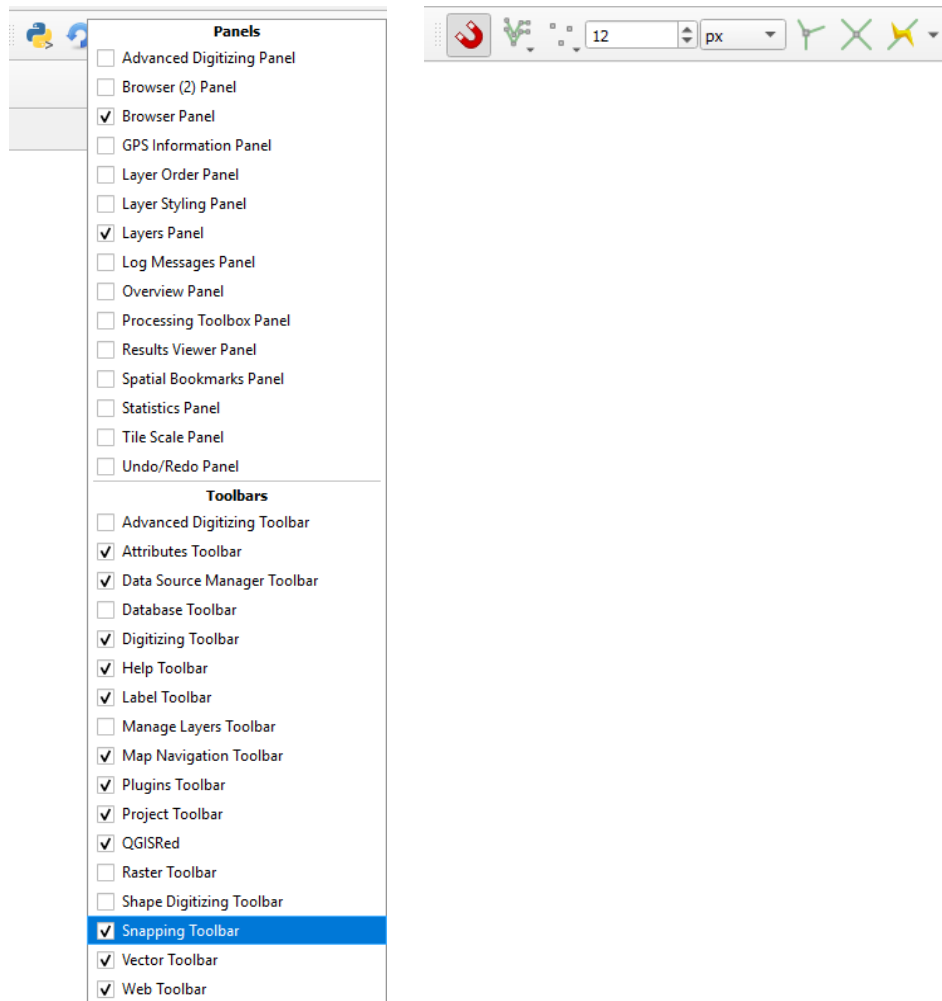 Panels
Advanced Digitizing Panel
Browser (2) Panel
Browser Panel
GPS Information Panel
Layer Order Panel
Layer Styling Panel
Layers Panel
Log Messages Panel
Overview Panel
Processing Toolbox Panel
Results Viewer Panel
Spatial Bookmarks Panel
Statistics Panel
Tile Scale Panel
Undo/Redo Panel
Toolbars
Advanced Digitizing Toolbar
Attributes Toolbar
Data Source Manager Toolbar
Database Toolbar
Digitizing Toolbar
Help Toolbar
Label Toolbar
Manage Layers Toolbar
Map Navigation Toolbar
Plugins Toolbar
Project Toolbar
QGISRed
Raster Toolbar
Shape Digitizing Toolbar
Snapping Toolbar
Vector Toolbar
Web Toolbar
12 px